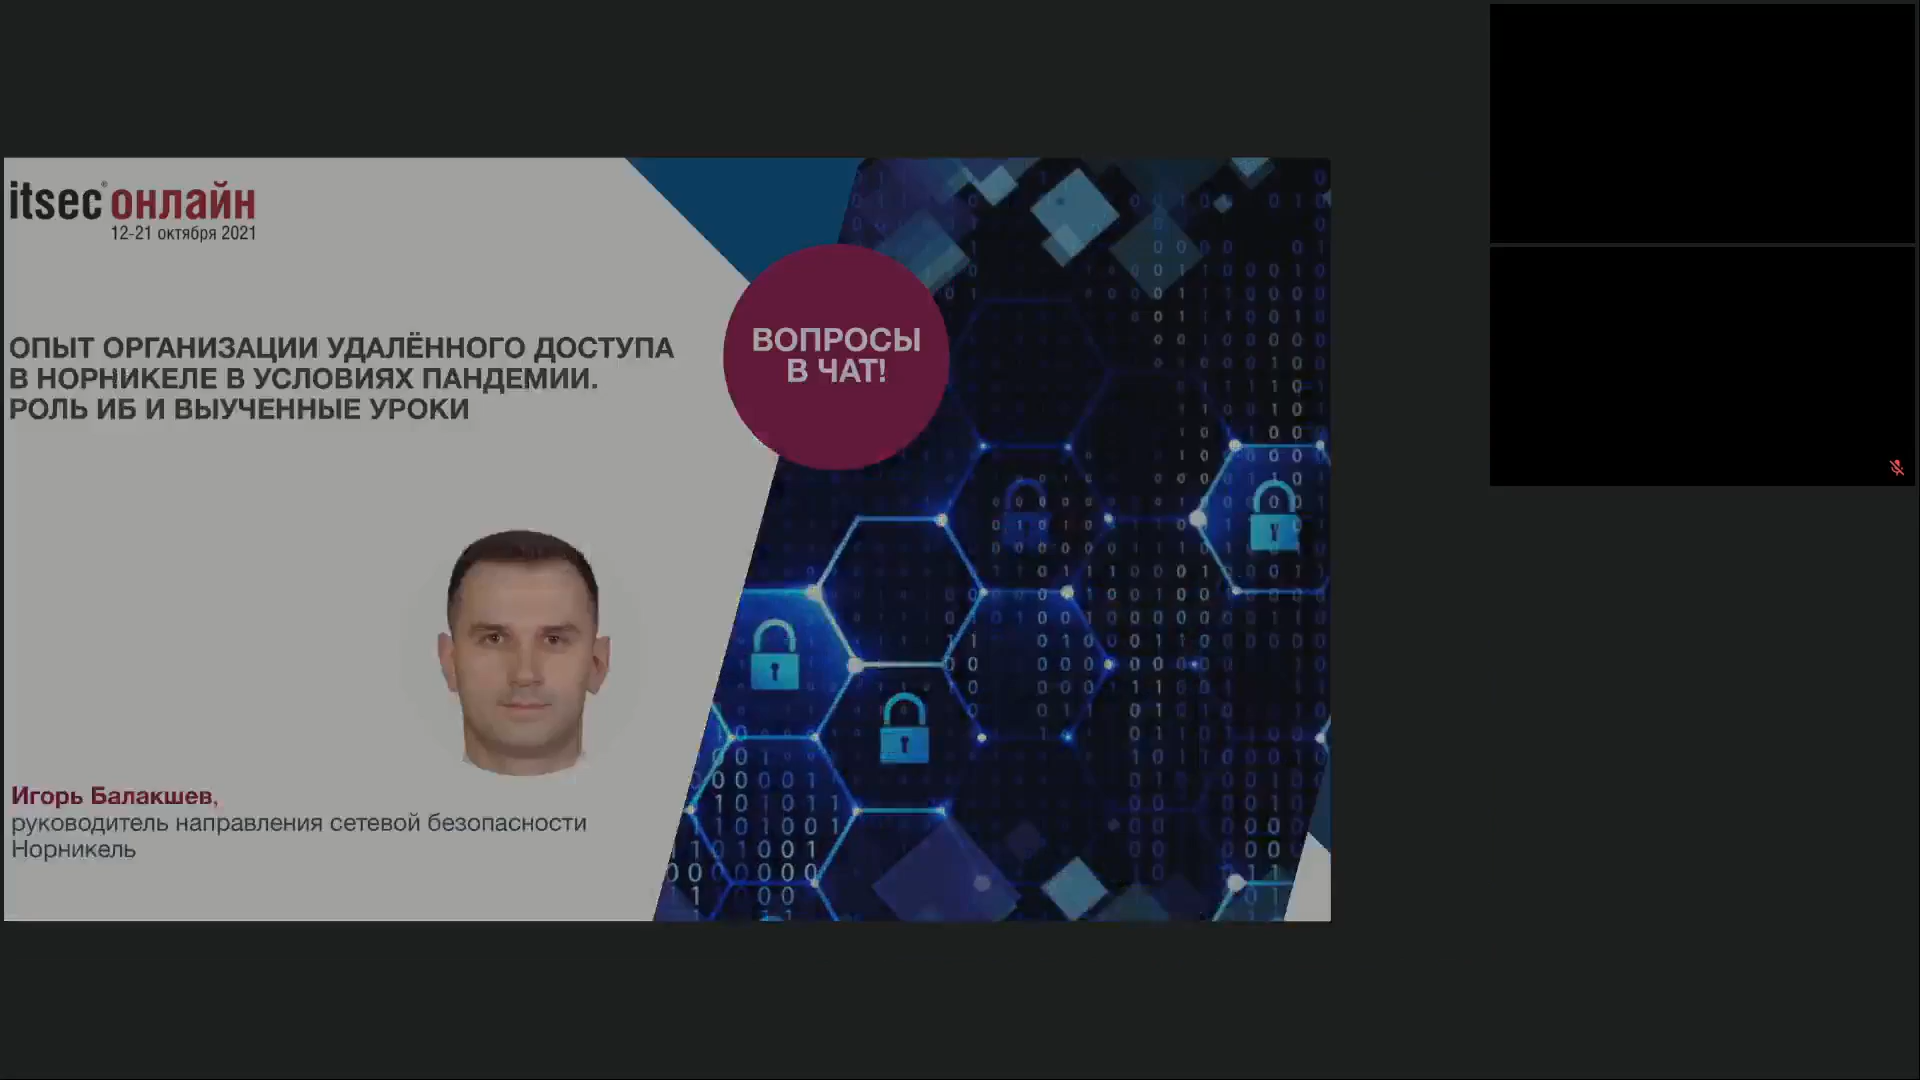 itsec онлайн
12-21 октября 2021
ОПЫТ ОРГАНИЗАЦИИ УДАЛЁННОГО ДОСТУПА
В НОРНИКЕЛЕ В УСЛОВИЯХ ПАНДЕМИИ.
РОЛЬ ИБ И ВЫУЧЕННЫЕ УРОКИ
ВОПРОСЫ
В ЧАТ!
Игорь Балакшев,
руководитель направления сетевой безопасности
Норникель